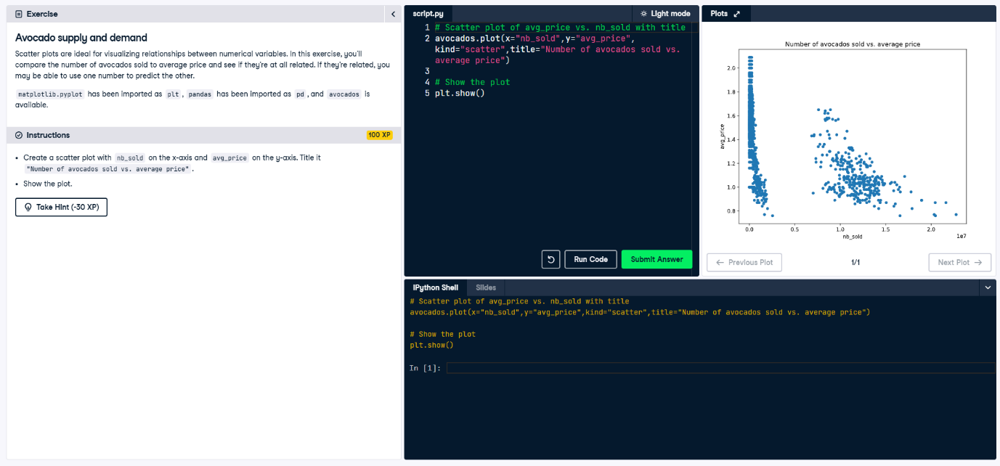 Exercise
Avocado supply and demand
Scatter plots are ideal for visualizing relationships between numerical variables. In this exercise, you'll
compare the number of avocados sold to average price and see if they're at all related. If they're related, you
may be able to use one number to predict the other.
matplotlib.pyplot has been imported as plt, pandas has been imported as pd, and avocados is
available.
Instructions
100 XP
Create a scatter plot with nb_sold on the x-axis and avg_price on the y-axis. Title it
"Number of avocados sold vs. average price".
Show the plot.
Take Hint (-30 XP)
script.py
Light mode
1 # Scatter plot of avg_price vs. nb_sold with title
2 avocados.plot(x="nb_sold",y="avg_price",
kind="scatter",title="Number of avocados sold vs.
average price")
3
4 # Show the plot
5 plt.show()
Run Code
Submit Answer
Plots
Number of avocados sold vs. average price
avg_price
2.0
1.8
1.6
1.4
1.2
1.0
0.8
0.0 0.5 1.0 1.5 2.0
nb_sold
1e7
Previous Plot
1/1
Next Plot
IPython Shell
Slides
# Scatter plot of avg_price vs. nb_sold with title
avocados.plot(x="nb_sold",y="avg_price",kind="scatter",title="Number of avocados sold vs. average price")
# Show the plot
plt.show()
In [1]: